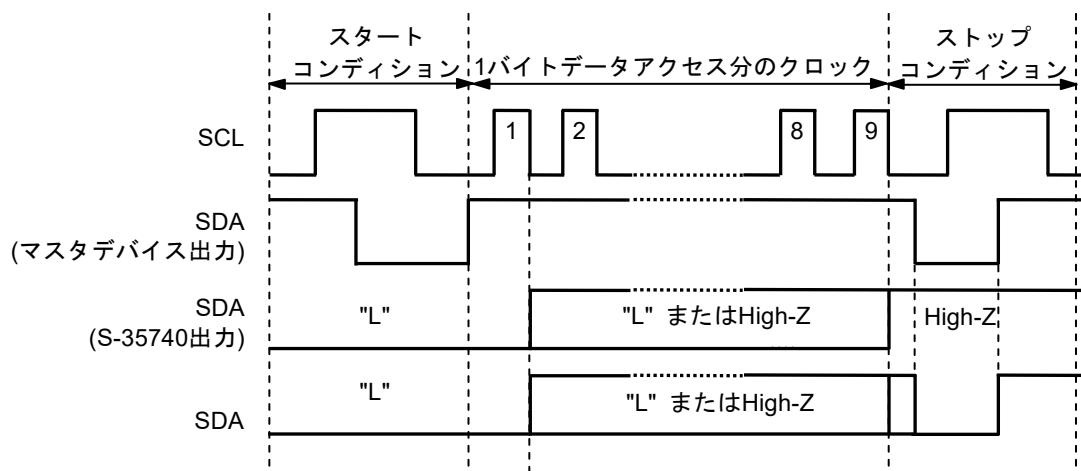 スタート
コンディション
1バイトデータアクセス分のクロック
ストップ
コンディション
SCL
1
2
8
9
SDA
(マスタデバイス出力)
SDA
(S-35740出力)
"L"
"L" またはHigh-Z
High-Z
SDA
"L"
"L" またはHigh-Z